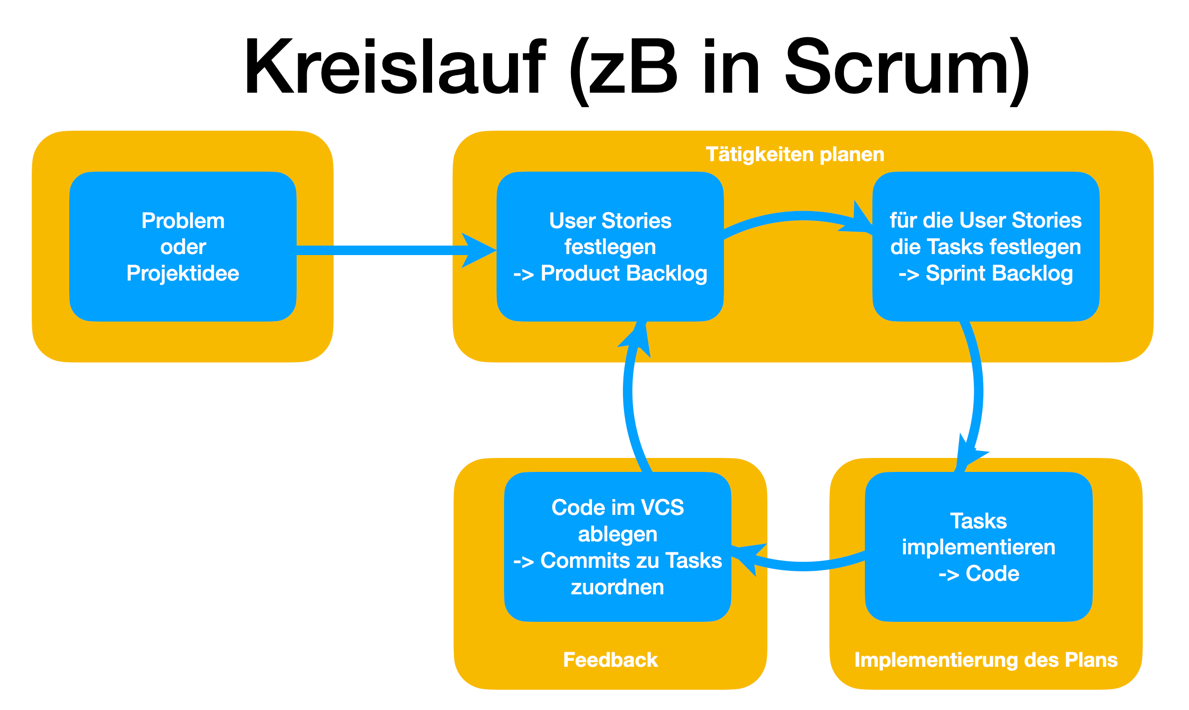 Kreislauf (zB in Scrum)
Problem
oder
Projektidee
Tätigkeiten planen
User Stories
festlegen
-> Product Backlog
für die User Stories
die Tasks festlegen
-> Sprint Backlog
Code im VCS
ablegen
-> Commits zu Tasks
zuordnen
Feedback
Tasks
implementieren
-> Code
Implementierung des Plans